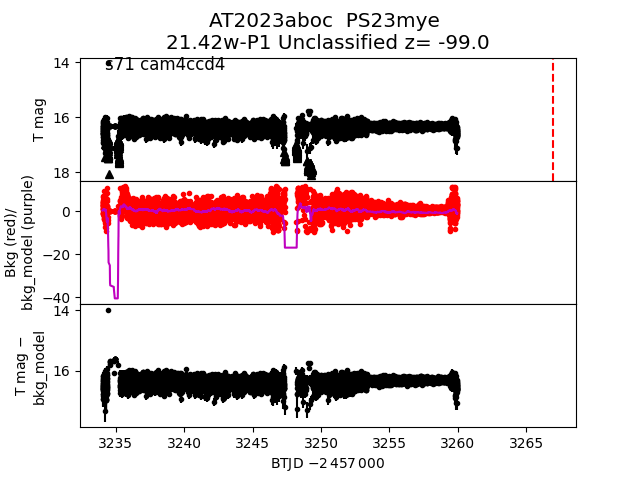 AT2023aboc  PS23mye
21.42w-P1 Unclassified z= -99.0
s71 cam4ccd4
14
16
18
T mag
0
−20
−40
Bkg (red)/
bkg_model (purple)
14
16
T mag −
bkg_model
3235 3240 3245 3250 3255 3260 3265
BTJD −2 457 000